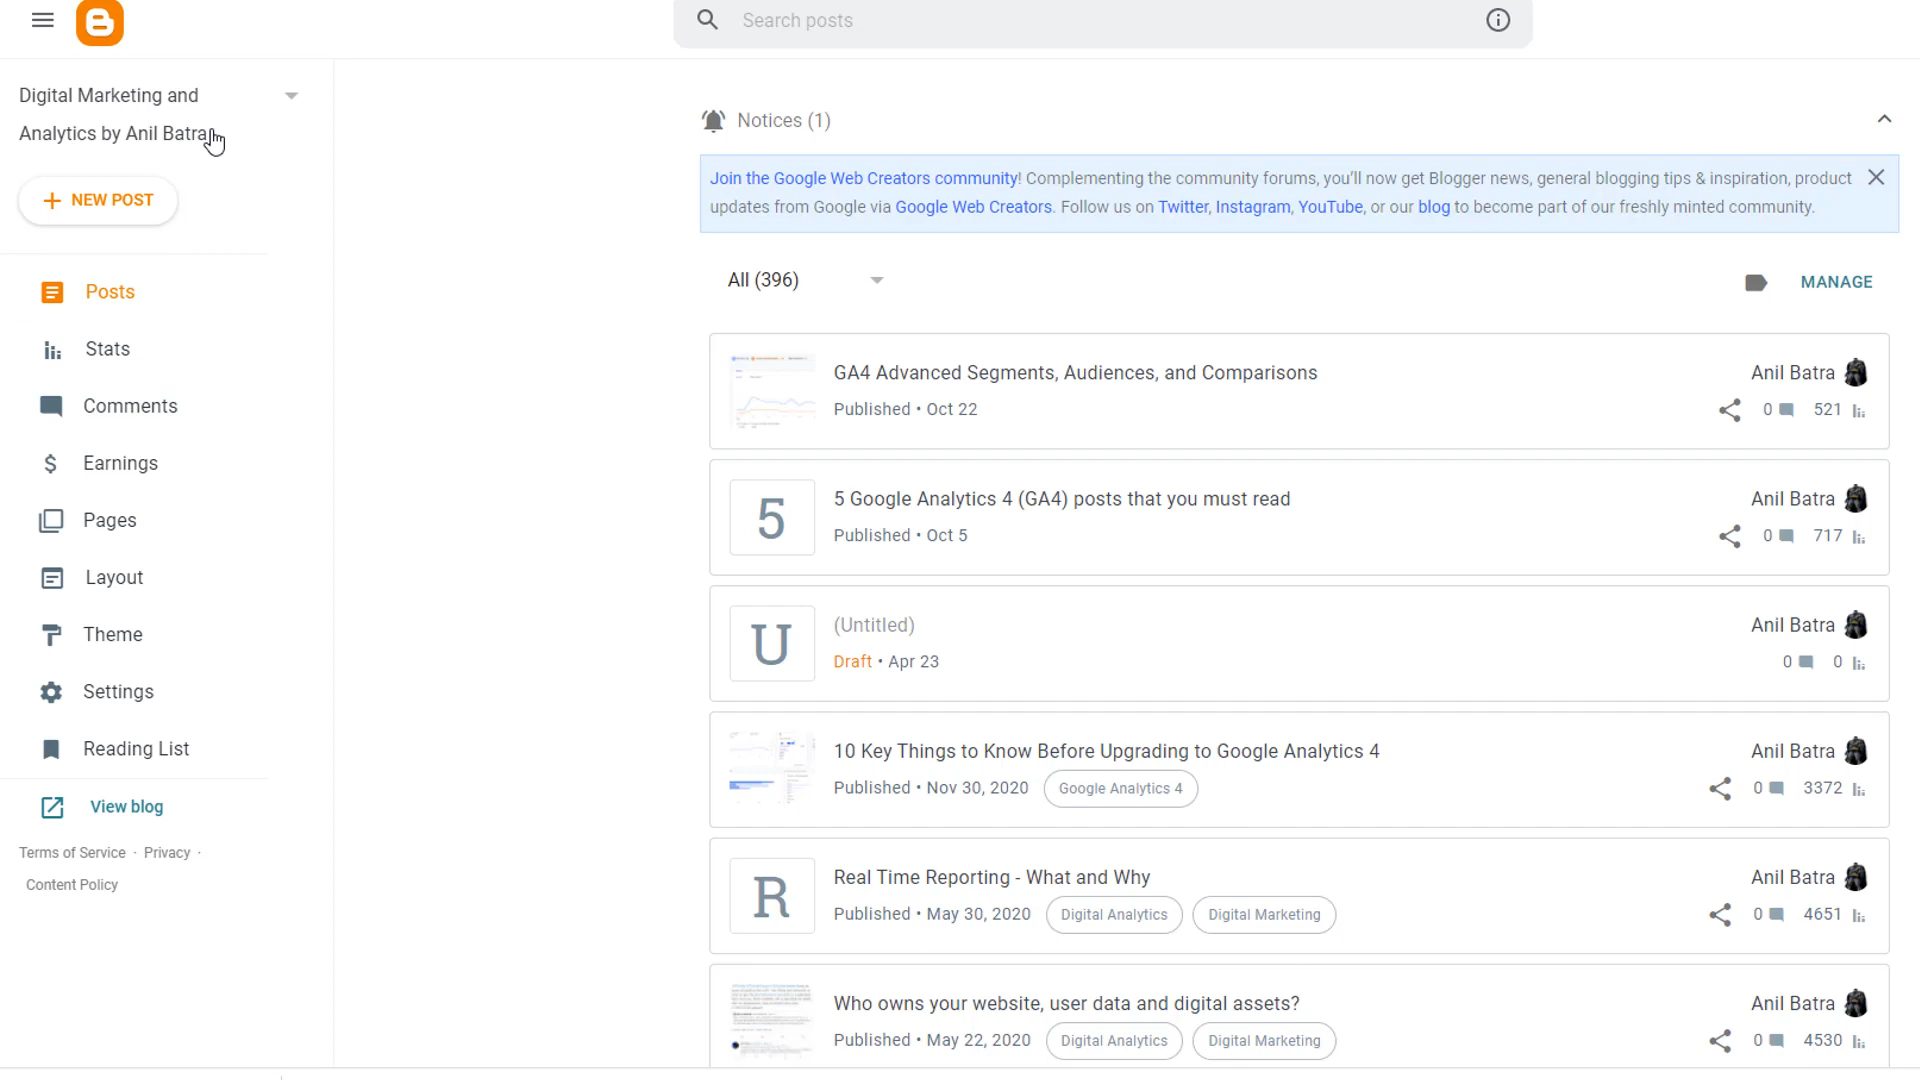 Search posts
Digital Marketing and
Analytics by Anil Batra
NEW POST
Posts
Stats
Comments
Earnings
Pages
Layout
Theme
Settings
Reading List
View blog
Terms of Service · Privacy ·
Content Policy
Notices (1)
Join the Google Web Creators community! Complementing the community forums, you'll now get Blogger news, general blogging tips & inspiration, product
updates from Google via Google Web Creators. Follow us on Twitter, Instagram, YouTube, or our blog to become part of our freshly minted community.
All (396)
MANAGE
GA4 Advanced Segments, Audiences, and Comparisons
Anil Batra
Published • Oct 22
0 521
5
5 Google Analytics 4 (GA4) posts that you must read
Anil Batra
Published • Oct 5
0 717
U
(Untitled)
Anil Batra
Draft • Apr 23
0 0
10 Key Things to Know Before Upgrading to Google Analytics 4
Anil Batra
Published • Nov 30, 2020 Google Analytics 4
0 3372
R
Real Time Reporting - What and Why
Anil Batra
Published • May 30, 2020 Digital Analytics Digital Marketing
0 4651
Who owns your website, user data and digital assets?
Anil Batra
Published • May 22, 2020 Digital Analytics Digital Marketing
0 4530